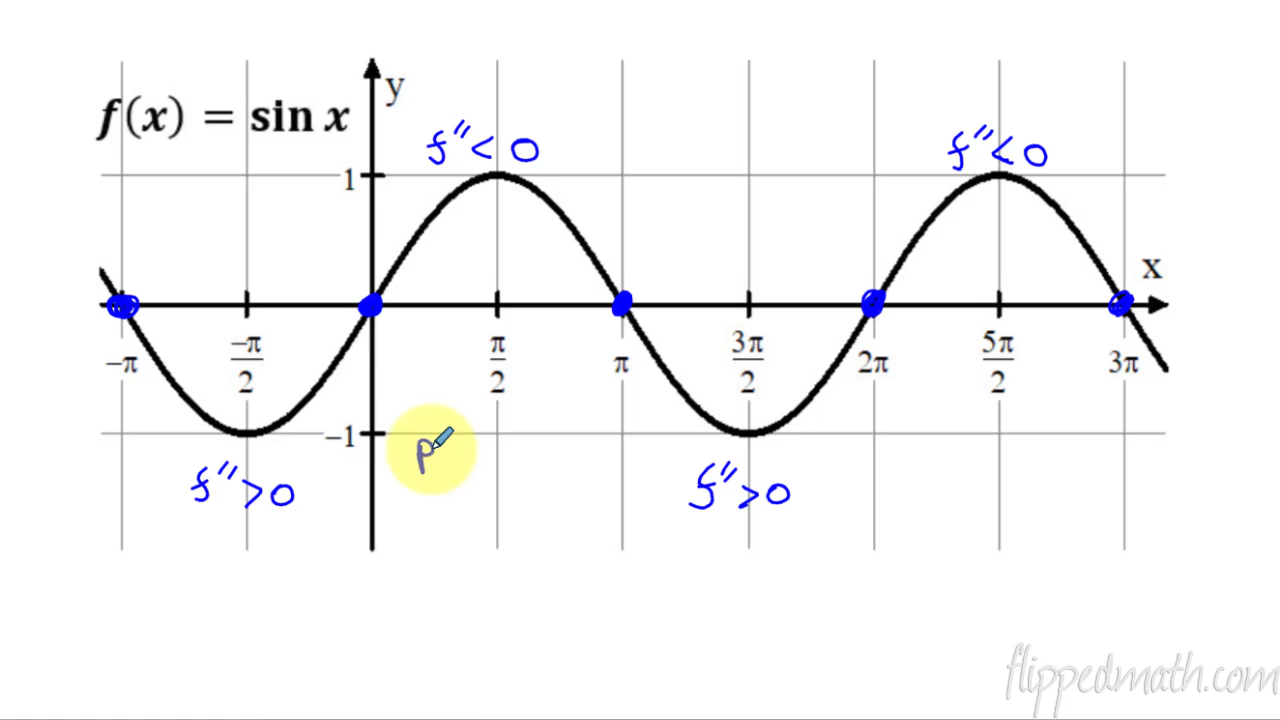 y
f(x) = sin x
f″ < 0
f″ < 0
1
x
−π
−π/2
π/2
π
3π/2
2π
5π/2
3π
−1
P
f″ > 0
f″ > 0
flippedmath.com